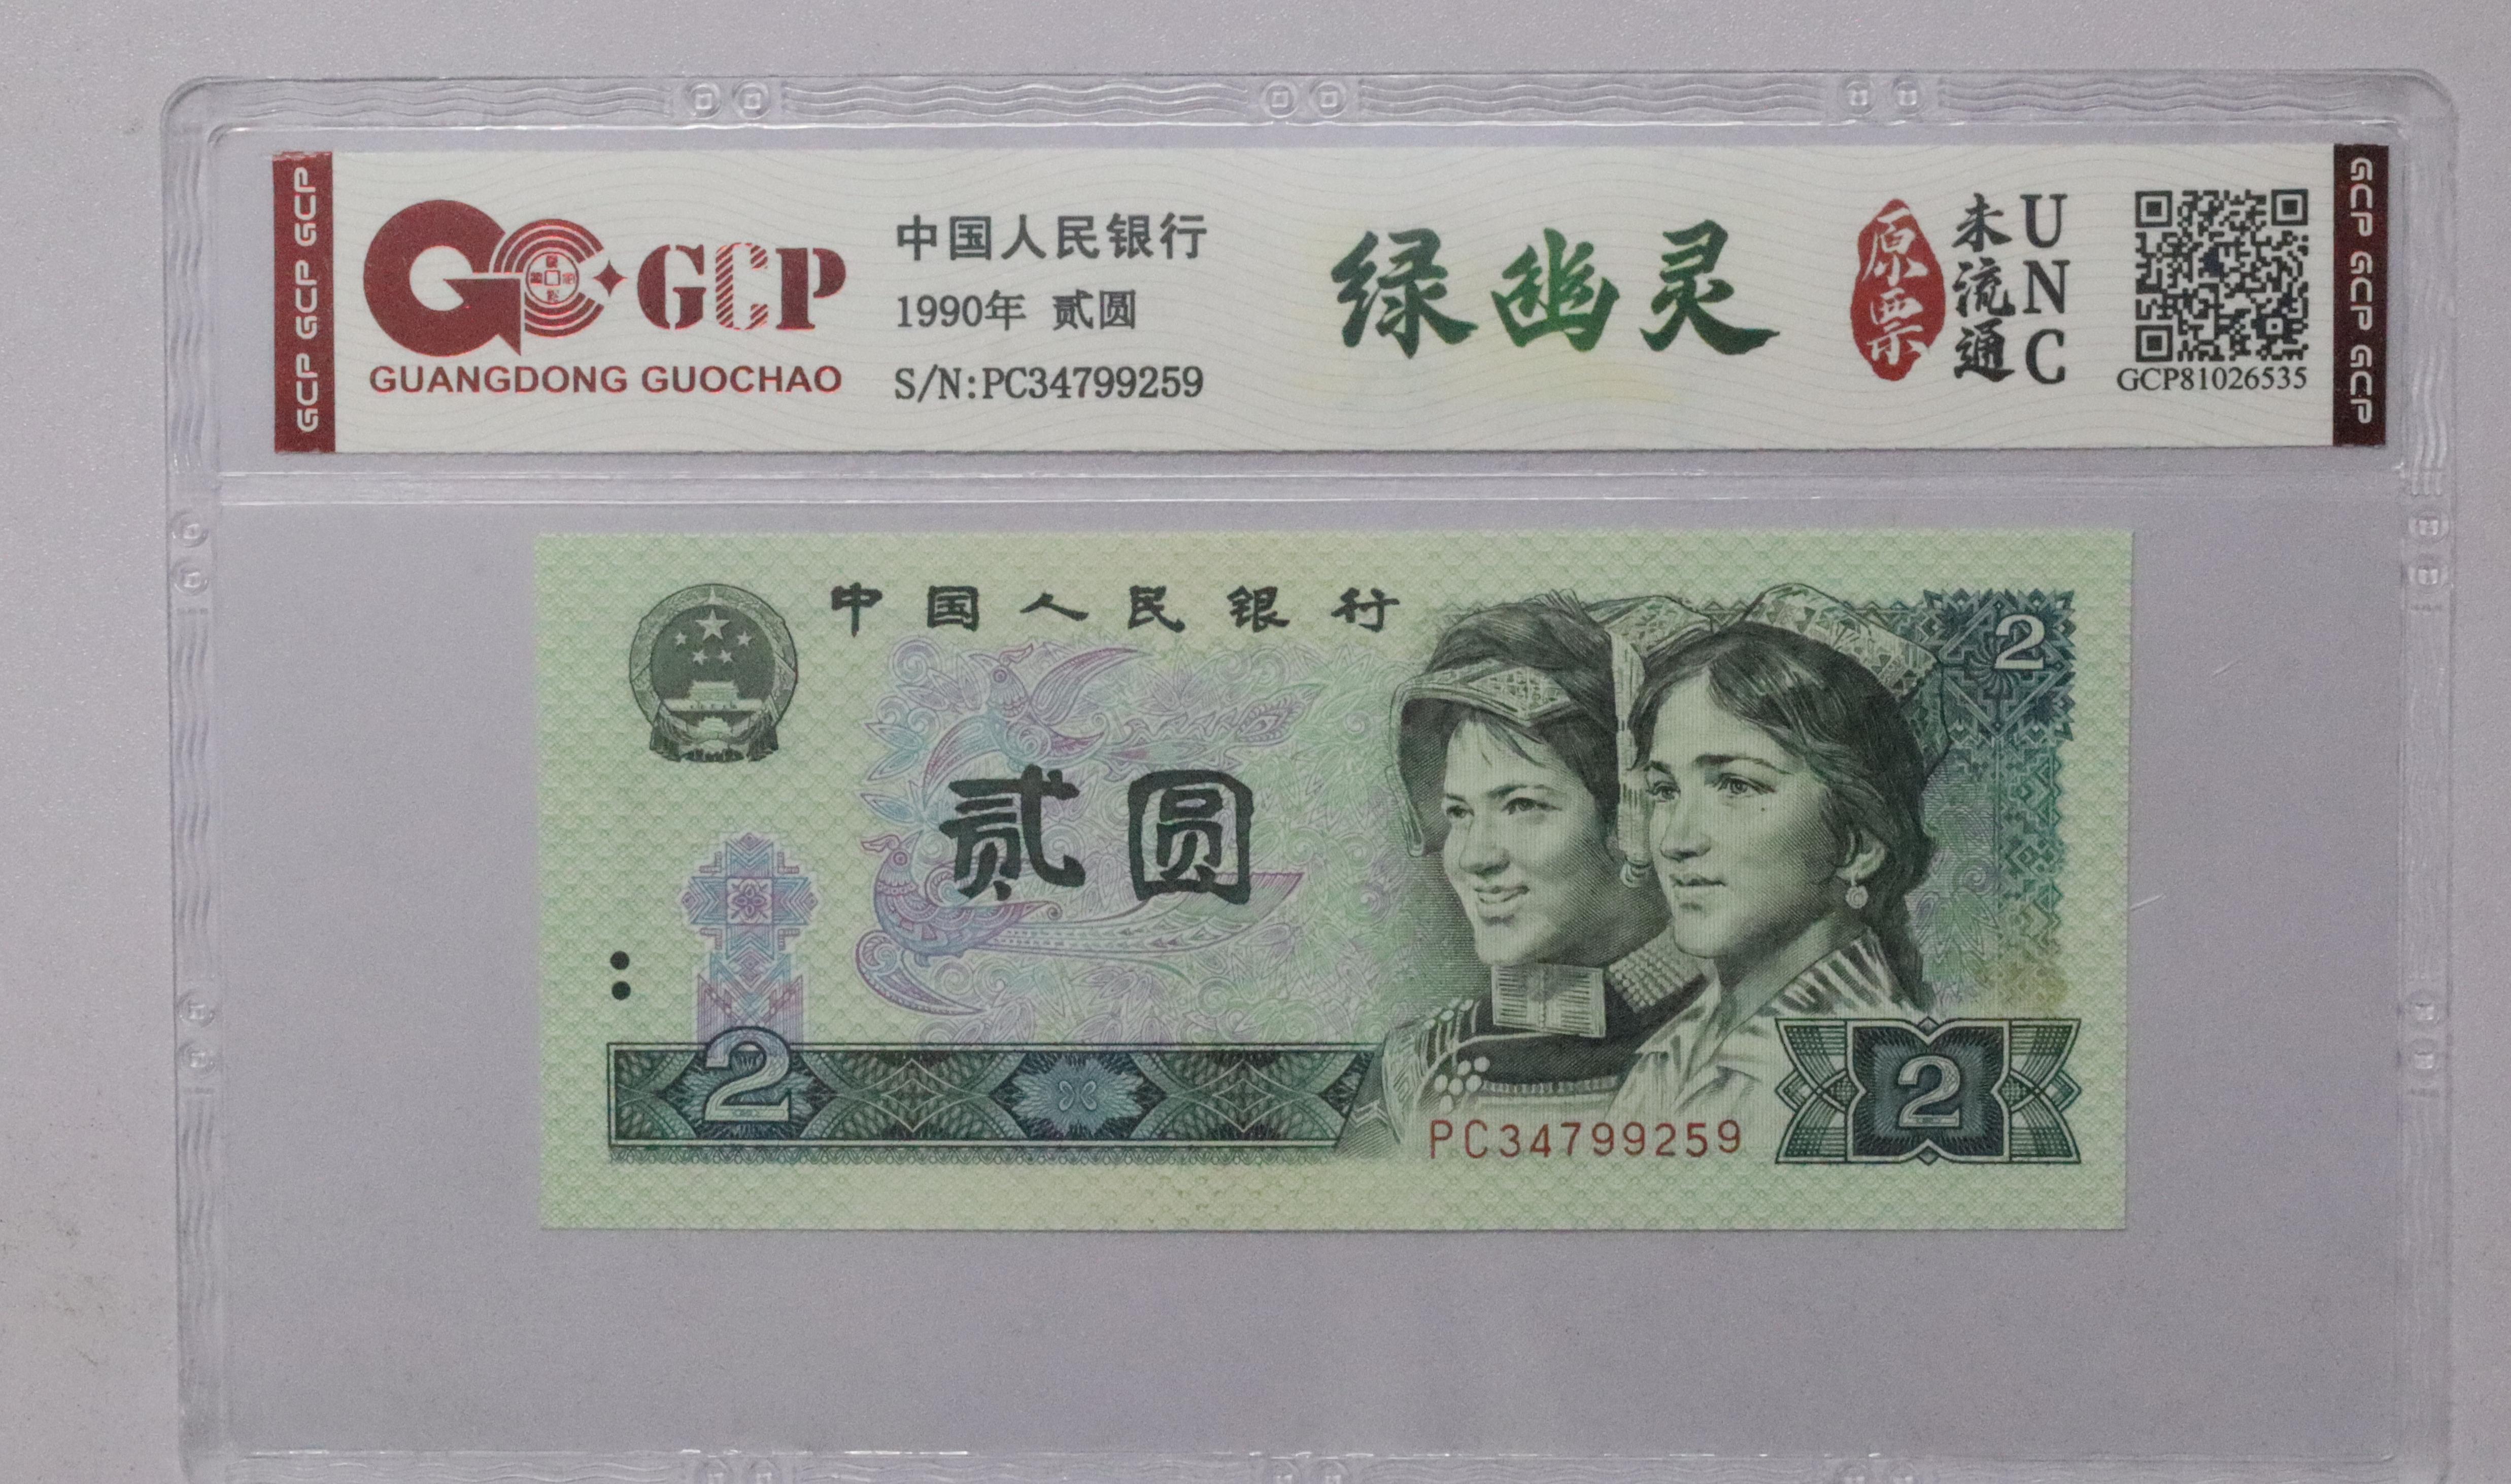 GCP GCP GCP
GCP
GUANGDONG GUOCHAO
中国人民银行
1990年 贰圆
S/N:PC34799259
绿幽灵
原票
未流通
UNC
GCP81026535
GCP GCP GCP
中国人民银行
2
贰圆
2
PC34799259
2